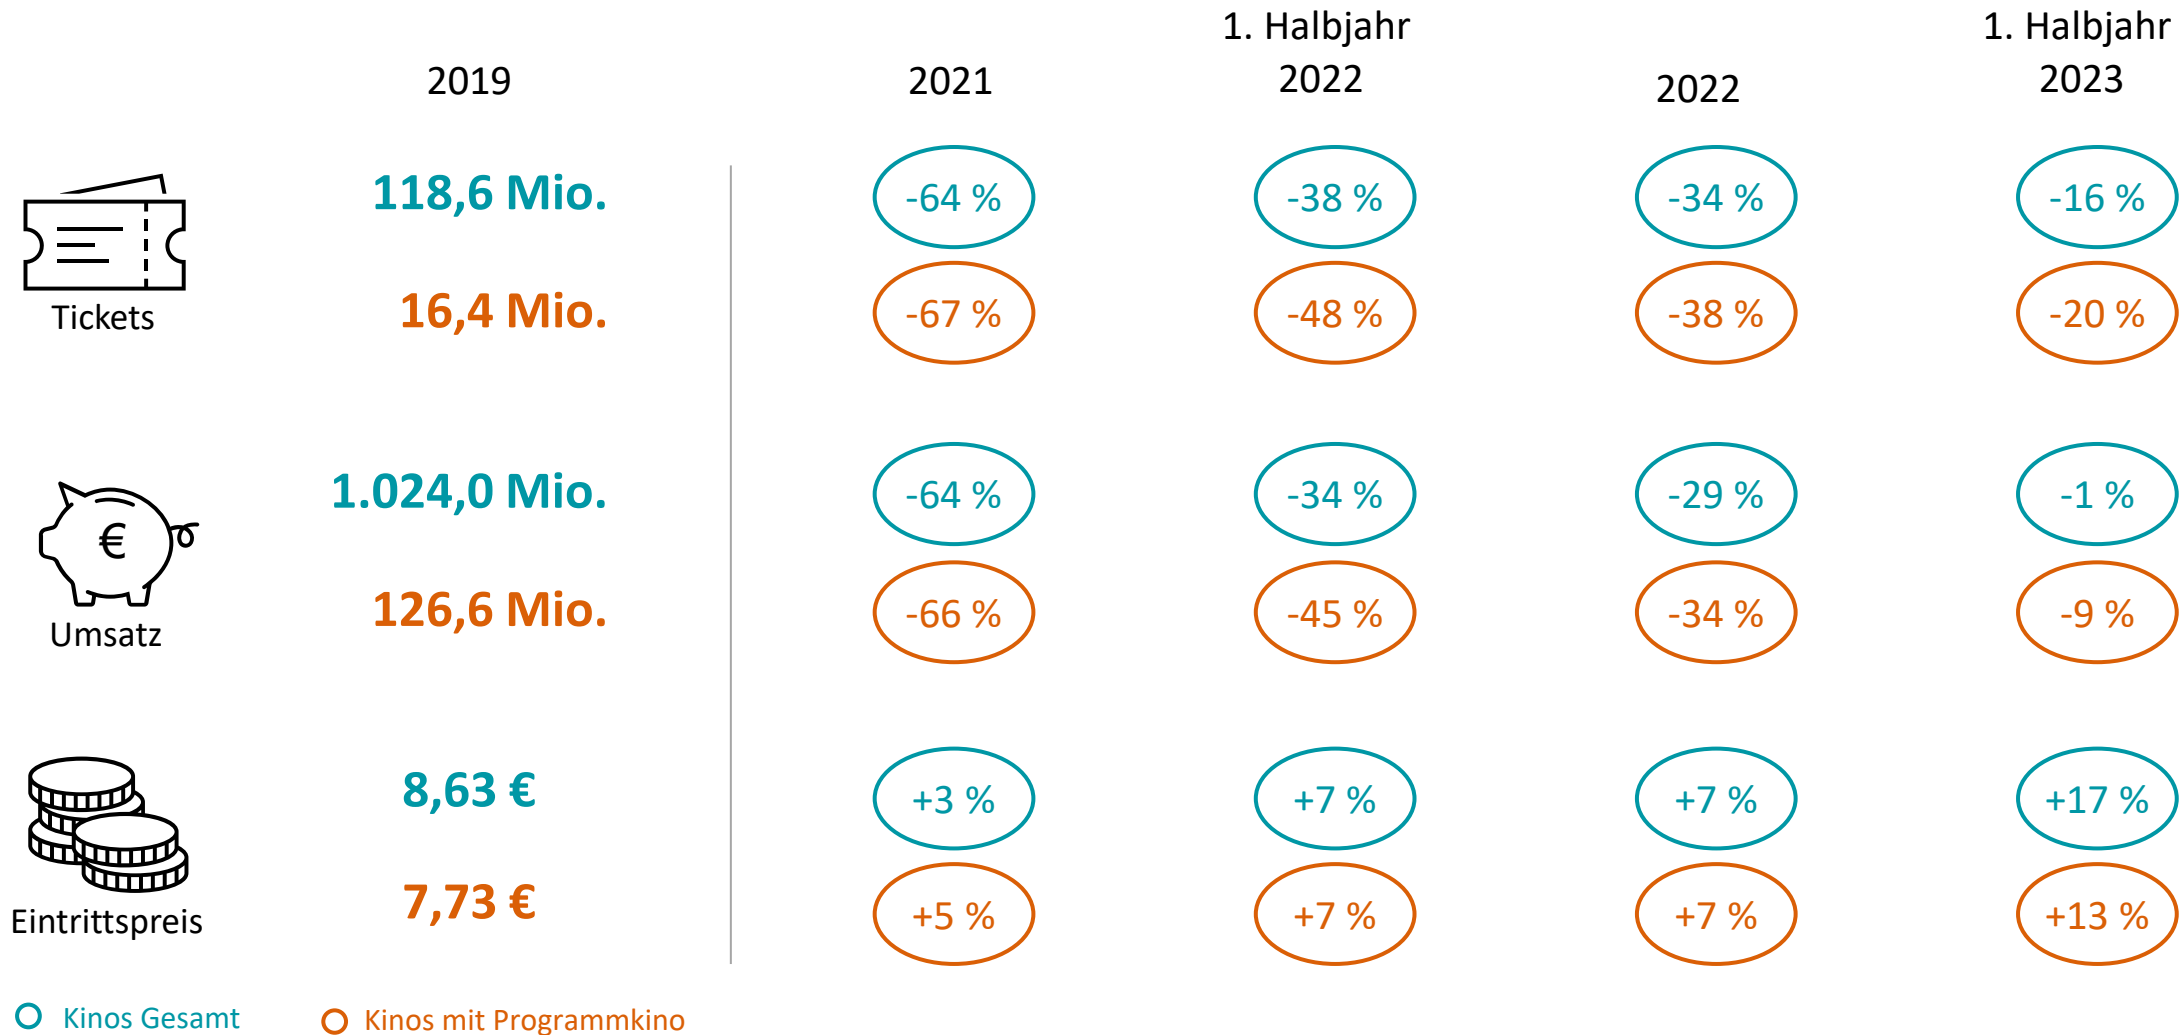 1. Halbjahr 1. Halbjahr
2019 2021 2022 2022 2023
118,6 Mio. -64 % -38 % -34 % -16 %
16,4 Mio. -67 % -48 % -38 % -20 %
Tickets
1.024,0 Mio. -64 % -34 % -29 % -1 %
€
126,6 Mio. -66 % -45 % -34 % -9 %
Umsatz
8,63 € +3 % +7 % +7 % +17 %
7,73 € +5 % +7 % +7 % +13 %
Eintrittspreis
Kinos Gesamt Kinos mit Programmkino